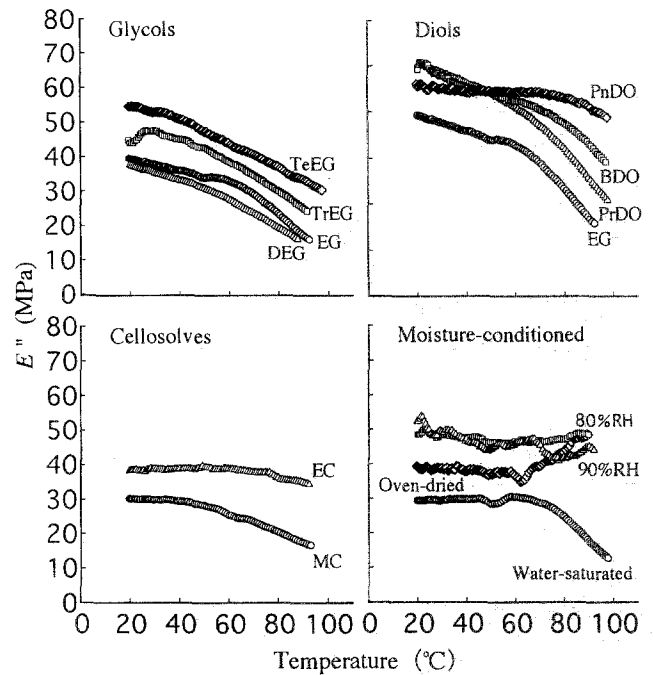 80
70
60
50
40
30
20
10
0
Glycols
TeEG
TrEG
EG
DEG
Diols
PnDO
BDO
PrDO
EG
E" (MPa)
80
70
60
50
40
30
20
10
0
Cellosolves
EC
MC
Moisture-conditioned
80%RH
90%RH
Oven-dried
Water-saturated
0 20 40 60 80 100 0 20 40 60 80 100
Temperature (℃)